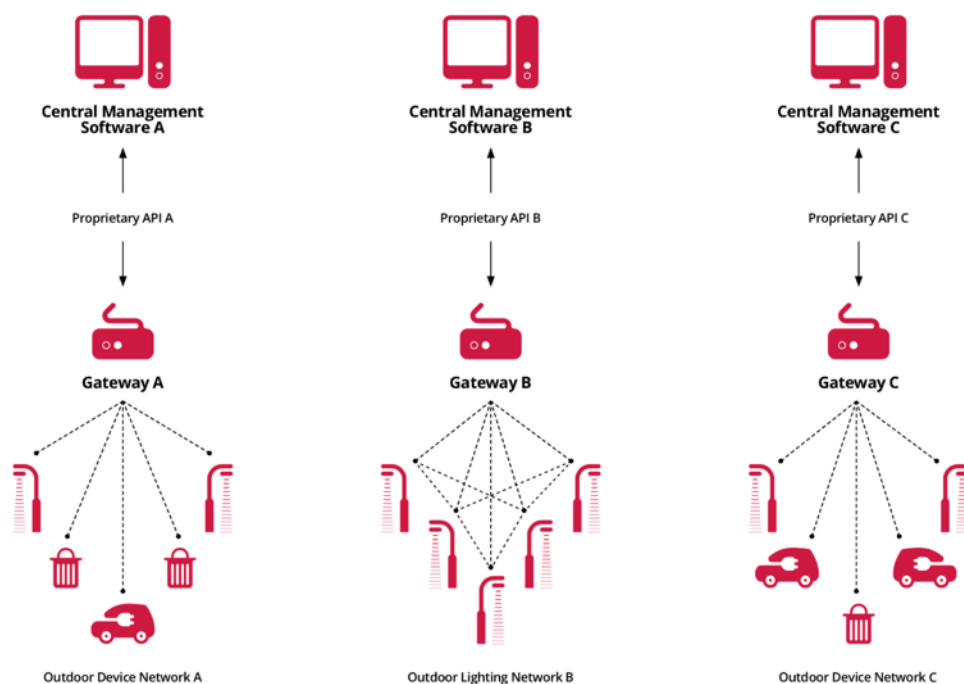 Central Management
Software A
Central Management
Software B
Central Management
Software C
Proprietary API A
Proprietary API B
Proprietary API C
Gateway A
Gateway B
Gateway C
Outdoor Device Network A
Outdoor Lighting Network B
Outdoor Device Network C